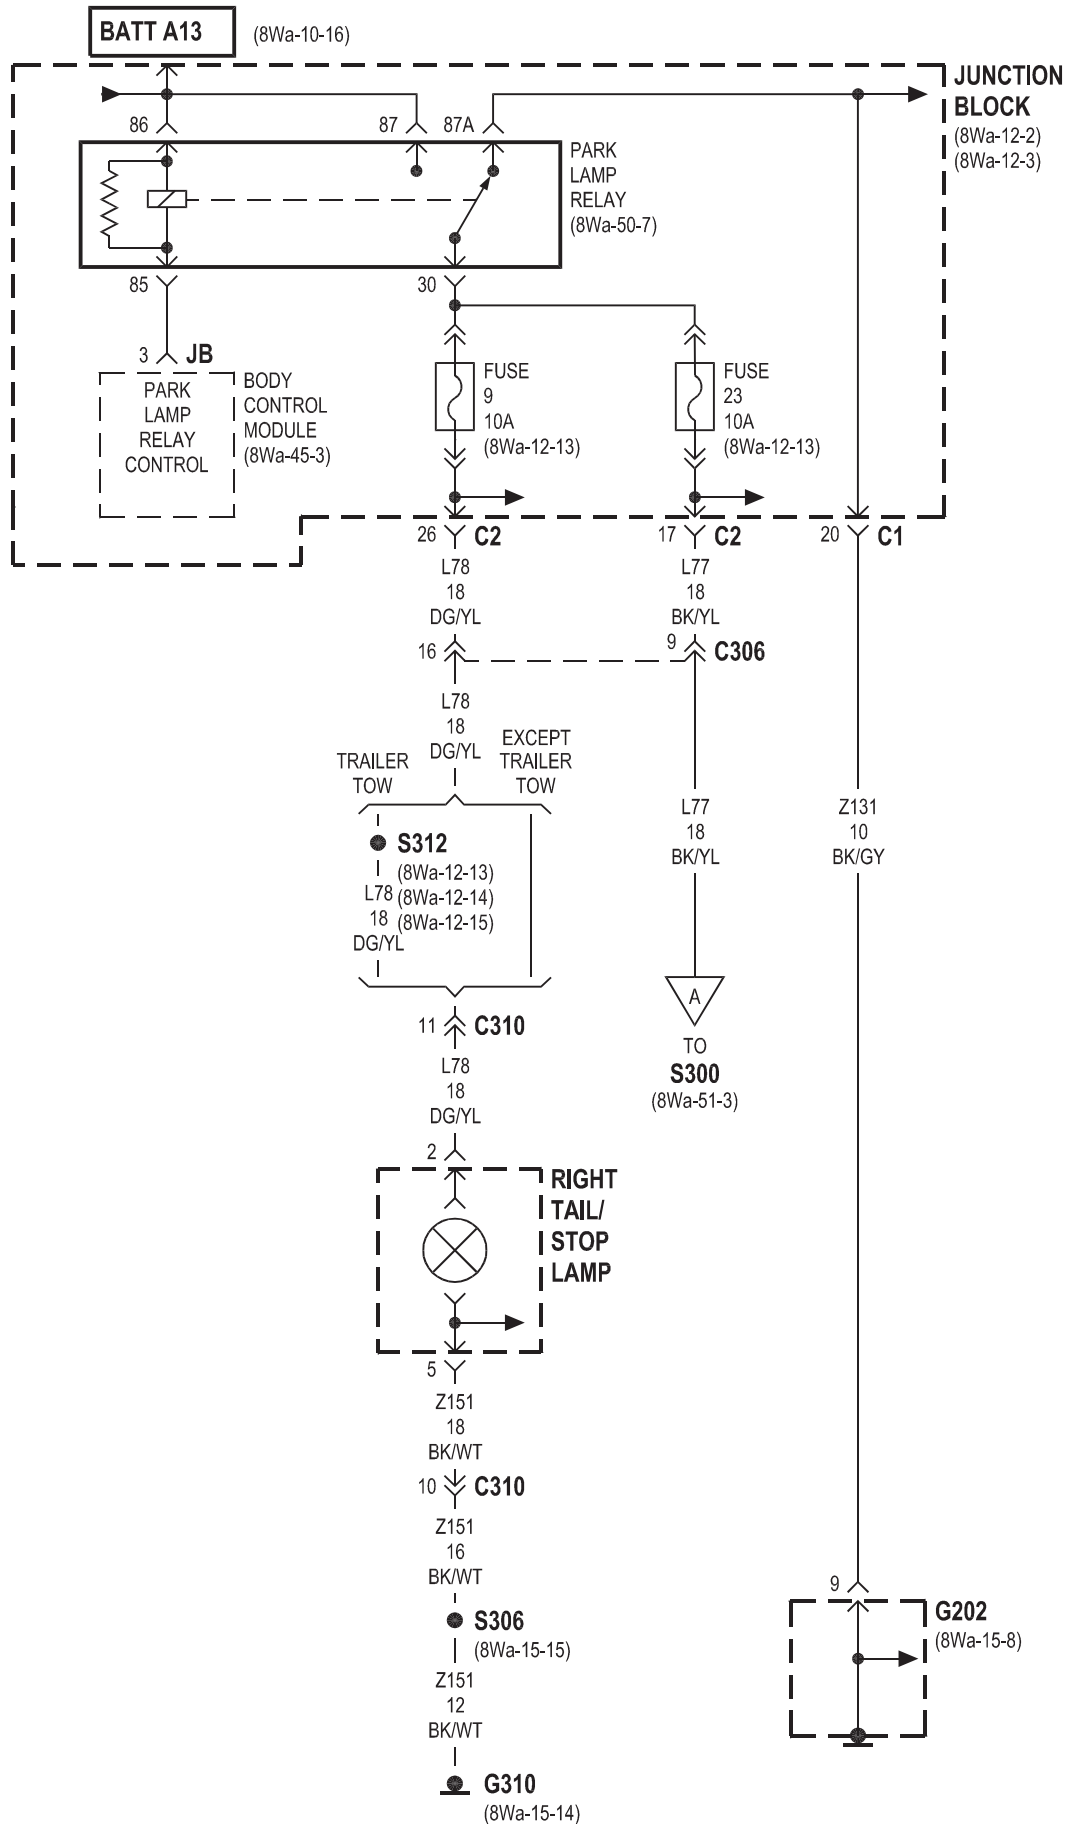 BATT A13
(8Wa-10-16)
JUNCTION
BLOCK
(8Wa-12-2)
(8Wa-12-3)
86
87
87A
PARK
LAMP
RELAY
(8Wa-50-7)
85
30
3
JB
PARK
LAMP
RELAY
CONTROL
BODY
CONTROL
MODULE
(8Wa-45-3)
FUSE
9
10A
(8Wa-12-13)
FUSE
23
10A
(8Wa-12-13)
26
C2
17
C2
20
C1
L78
18
DG/YL
L77
18
BK/YL
16
9
C306
L78
18
DG/YL
TRAILER
TOW
EXCEPT
TRAILER
TOW
S312
(8Wa-12-13)
(8Wa-12-14)
(8Wa-12-15)
L78
18
DG/YL
L77
18
BK/YL
Z131
10
BK/GY
A
TO
S300
(8Wa-51-3)
11
C310
L78
18
DG/YL
2
RIGHT
TAIL/
STOP
LAMP
5
Z151
18
BK/WT
10
C310
Z151
16
BK/WT
S306
(8Wa-15-15)
Z151
12
BK/WT
G310
(8Wa-15-14)
9
G202
(8Wa-15-8)